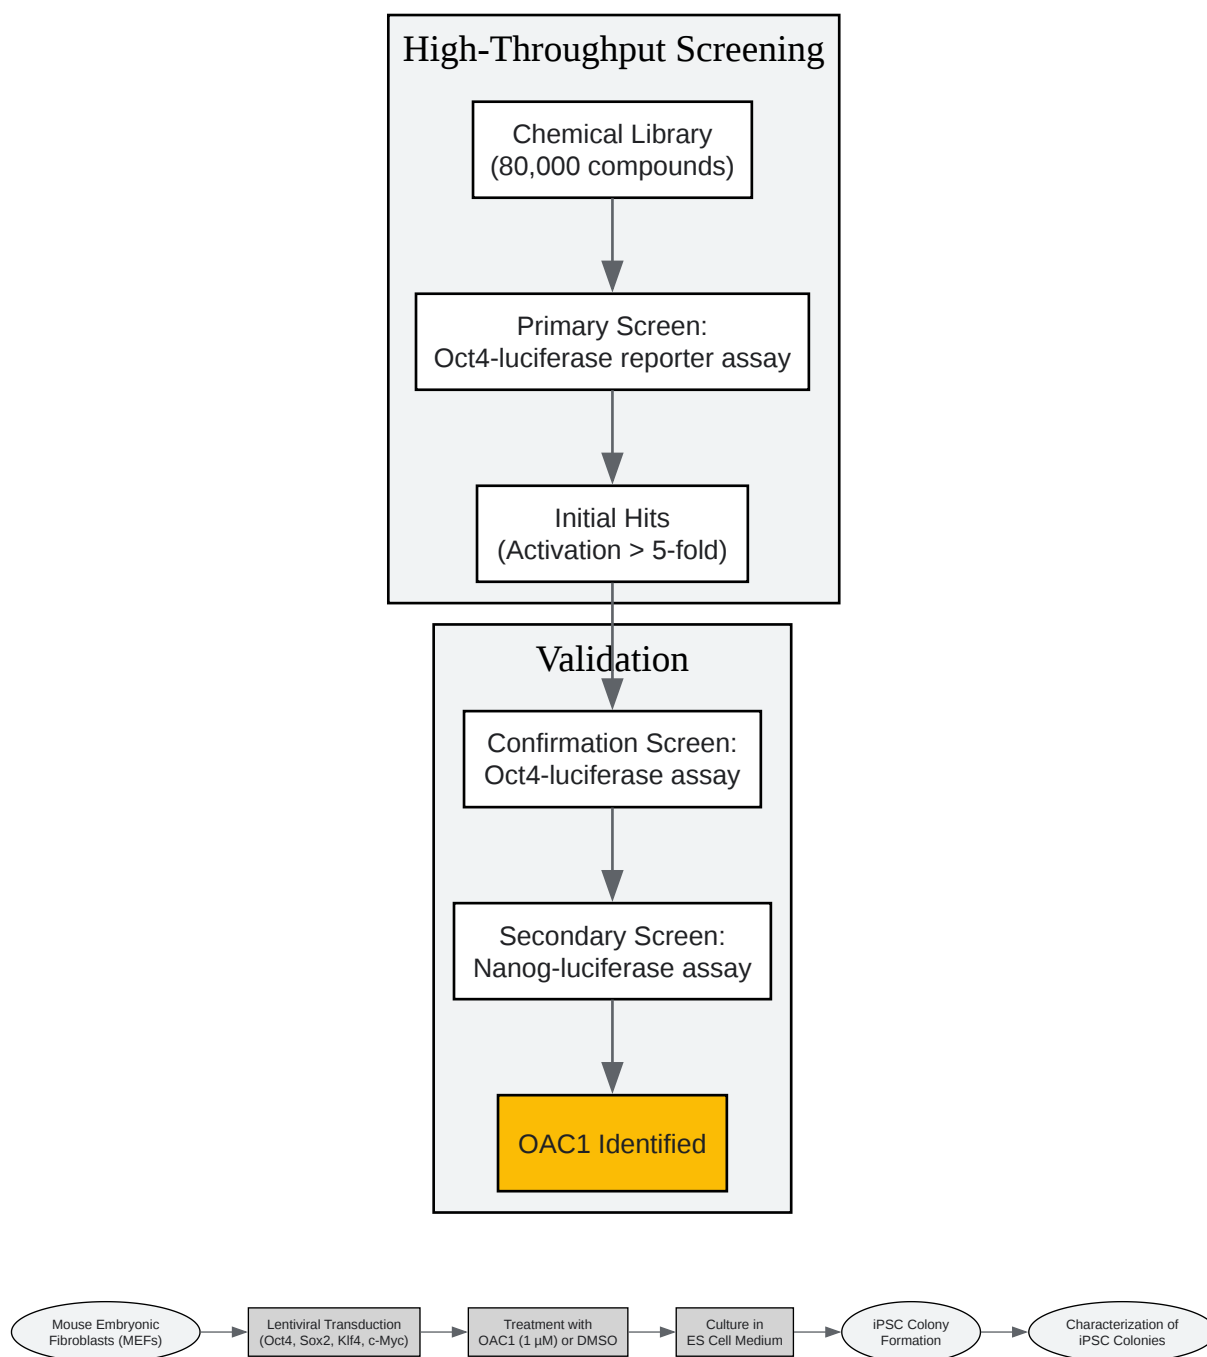 High-Throughput Screening
Chemical Library
(80,000 compounds)
Primary Screen:
Oct4-luciferase reporter assay
Initial Hits
(Activation > 5-fold)
Validation
Confirmation Screen:
Oct4-luciferase assay
Secondary Screen:
Nanog-luciferase assay
OAC1 Identified
Mouse Embryonic
Fibroblasts (MEFs)
Lentiviral Transduction
(Oct4, Sox2, Klf4, c-Myc)
Treatment with
OAC1 (1 µM) or DMSO
Culture in
ES Cell Medium
iPSC Colony
Formation
Characterization of
iPSC Colonies